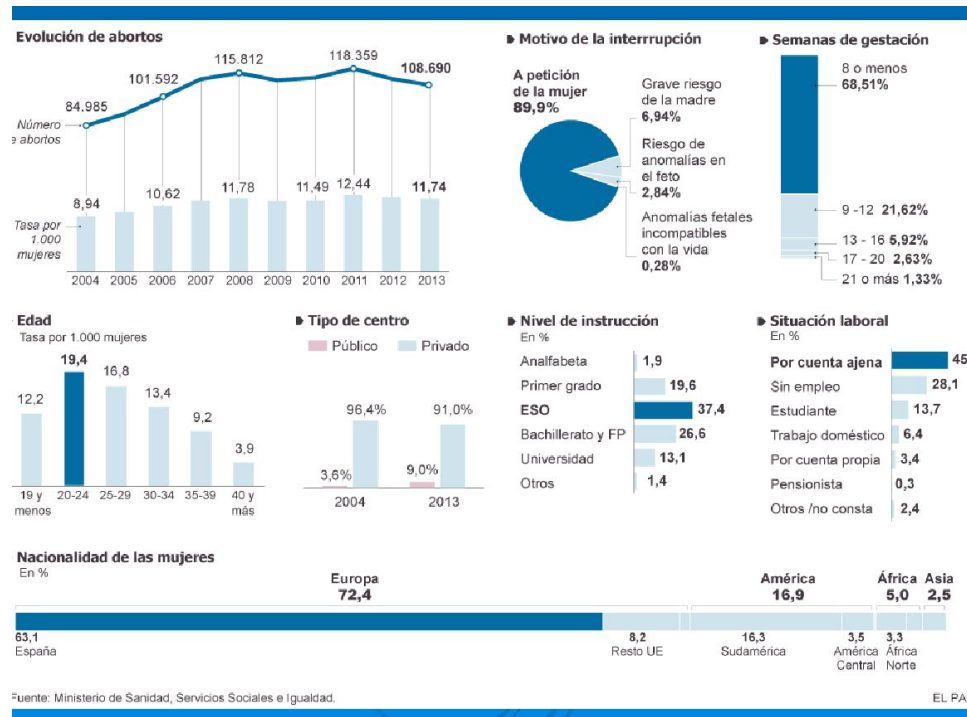 Evolución de abortos
84.985
101.592
115.812
118.359
108.690
Número
e abortos
8,94
10,62
11,78
11,49
12,44
11,74
Tasa por
1.000
mujeres
2004
2005
2006
2007
2008
2009
2010
2011
2012
2013
Motivo de la interrrupción
A petición
de la mujer
89,9%
Grave riesgo
de la madre
6,94%
Riesgo de
anomalías en
el feto
2,84%
Anomalías fetales
incompatibles
con la vida
0,28%
Semanas de gestación
8 o menos
68,51%
9 -12 21,62%
13 - 16 5,92%
17 - 20 2,63%
21 o más 1,33%
Edad
Tasa por 1.000 mujeres
12,2
19,4
16,8
13,4
9,2
3,9
19 y
menos
20-24
25-29
30-34
35-39
40 y
más
Tipo de centro
Público
Privado
3,6%
96,4%
9,0%
91,0%
2004
2013
Nivel de instrucción
En %
Analfabeta 1,9
Primer grado 19,6
ESO 37,4
Bachillerato y FP 26,6
Universidad 13,1
Otros 1,4
Situación laboral
En %
Por cuenta ajena 45
Sin empleo 28,1
Estudiante 13,7
Trabajo doméstico 6,4
Por cuenta propia 3,4
Pensionista 0,3
Otros /no consta 2,4
Nacionalidad de las mujeres
En %
Europa
72,4
América
16,9
África
5,0
Asia
2,5
63,1
España
8,2
Resto UE
16,3
Sudamérica
3,5
América
Central
3,3
África
Norte
Fuente: Ministerio de Sanidad, Servicios Sociales e Igualdad.
EL PA